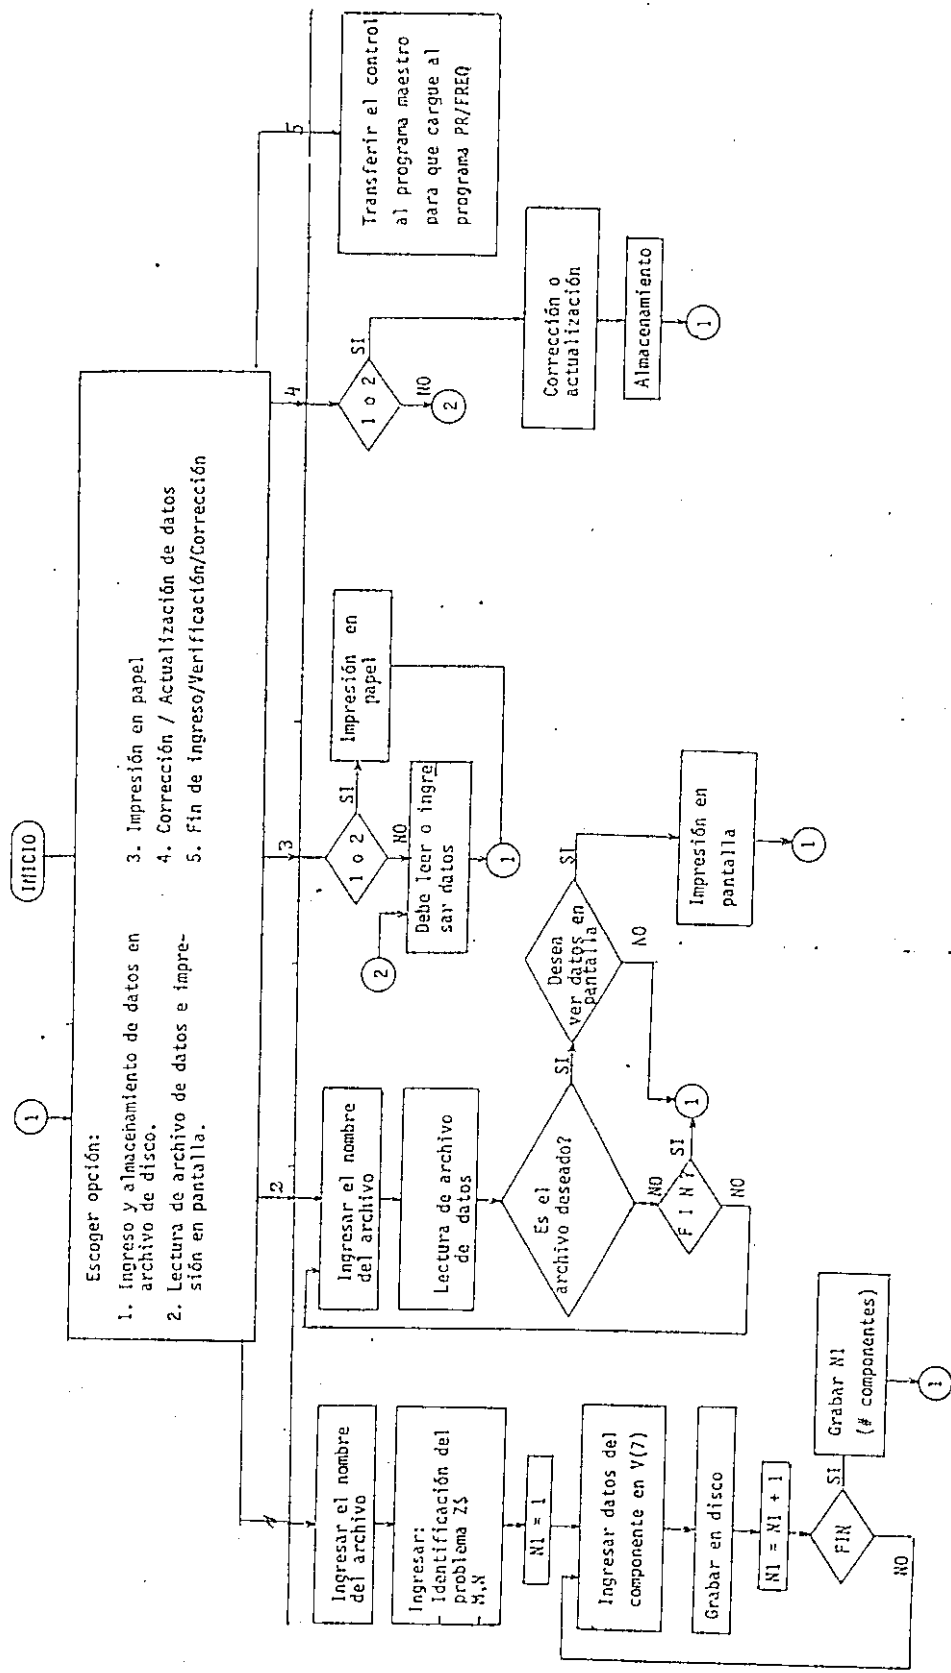 INICIO
1
Escoger opción:
1. Ingreso y almacenamiento de datos en
archivo de disco.
2. Lectura de archivo de datos e impre-
sión en pantalla.
3. Impresión en papel
4. Corrección / Actualización de datos
5. Fin de ingreso/Verificación/Corrección
2
3
4
5
Ingresar el nombre
del archivo
Ingresar:
Identificación del
problema Z$
M,N
N1 = 1
Ingresar datos del
componente en V(7)
Grabar en disco
N1 = N1 + 1
FIN
SI
NO
Grabar N1
(# componentes)
1
Ingresar el nombre
del archivo
Lectura de archivo
de datos
Es el
archivo deseado?
SI
NO
FIN?
SI
NO
1
Desea
ver datos en
pantalla
SI
NO
Impresión en
pantalla
1
1 o 2
SI
NO
Impresión en
papel
2
Debe leer o ingre
sar datos
1
1 o 2
SI
NO
2
Corrección o
actualización
Almacenamiento
1
Transferir el control
al programa maestro
para que cargue al
programa PR/FREQ